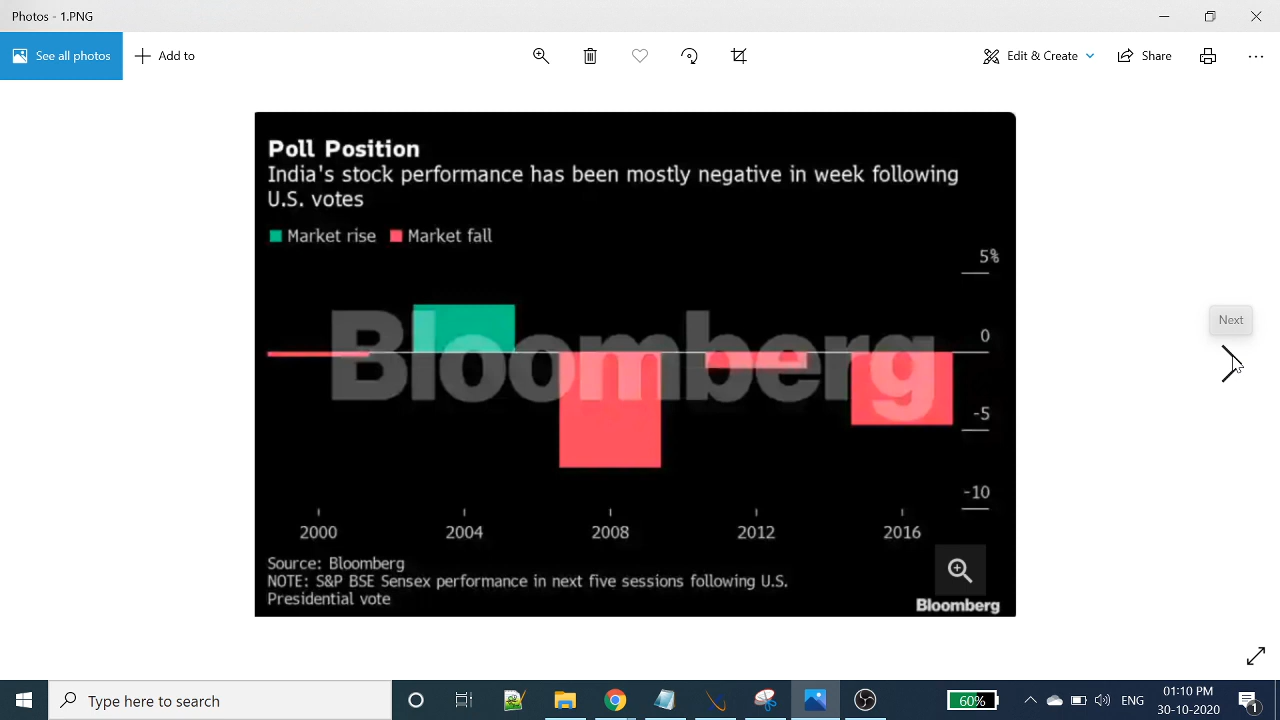 Photos - 1.PNG
See all photos
Add to
Edit & Create
Share
Poll Position
India's stock performance has been mostly negative in week following
U.S. votes
Market rise Market fall
5%
0
-5
-10
Bloomberg
2000 2004 2008 2012 2016
Source: Bloomberg
NOTE: S&P BSE Sensex performance in next five sessions following U.S.
Presidential vote
Bloomberg
Next
Type here to search
60%
ENG
01:10 PM
30-10-2020
1